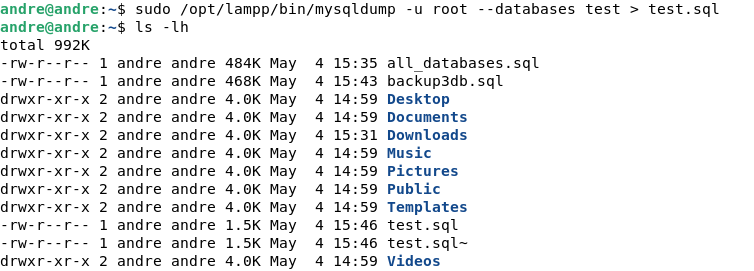 andre@andre:~$ sudo /opt/lampp/bin/mysqldump -u root --databases test > test.sql
andre@andre:~$ ls -lh
total 992K
-rw-r--r-- 1 andre andre 484K May  4 15:35 all_databases.sql
-rw-r--r-- 1 andre andre 468K May  4 15:43 backup3db.sql
drwxr-xr-x 2 andre andre 4.0K May  4 14:59 Desktop
drwxr-xr-x 2 andre andre 4.0K May  4 14:59 Documents
drwxr-xr-x 2 andre andre 4.0K May  4 15:31 Downloads
drwxr-xr-x 2 andre andre 4.0K May  4 14:59 Music
drwxr-xr-x 2 andre andre 4.0K May  4 14:59 Pictures
drwxr-xr-x 2 andre andre 4.0K May  4 14:59 Public
drwxr-xr-x 2 andre andre 4.0K May  4 14:59 Templates
-rw-r--r-- 1 andre andre 1.5K May  4 15:46 test.sql
-rw-r--r-- 1 andre andre 1.5K May  4 15:46 test.sql~
drwxr-xr-x 2 andre andre 4.0K May  4 14:59 Videos